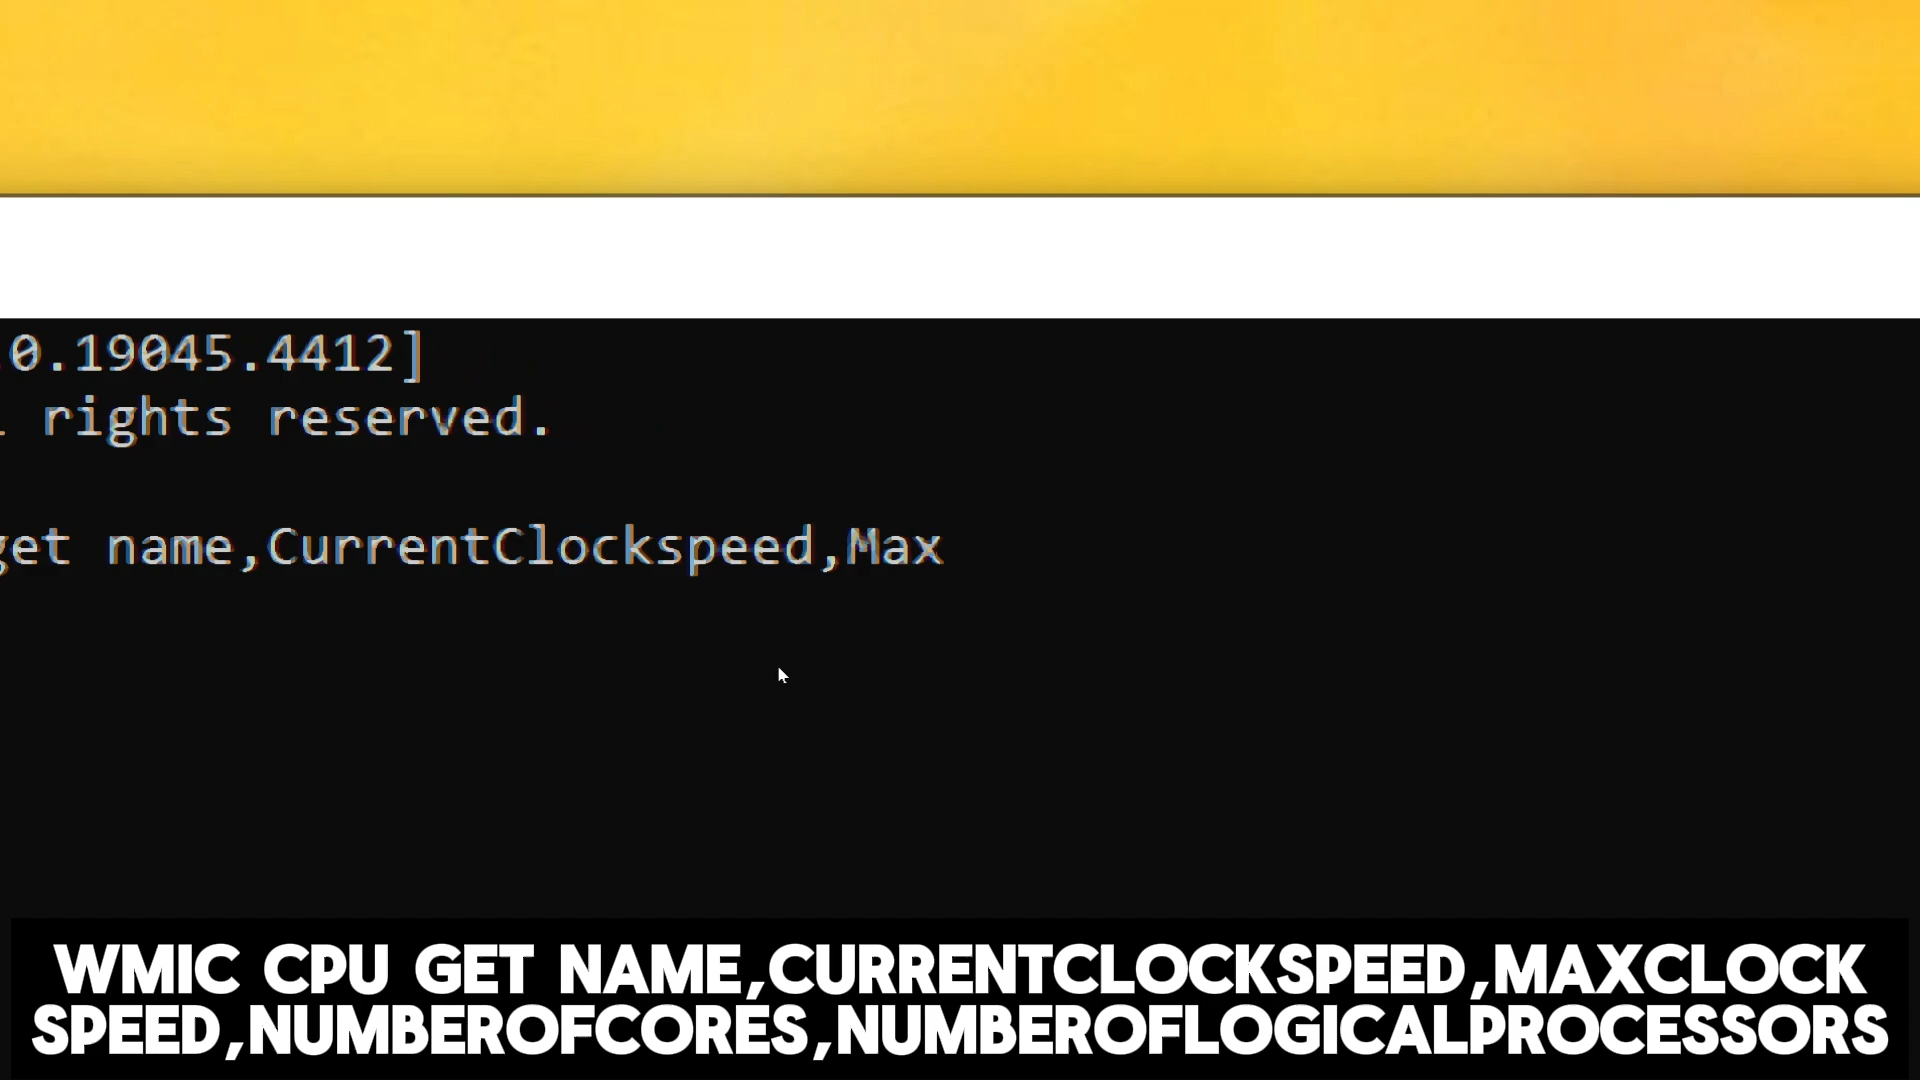 0.19045.4412]
rights reserved.
get name,CurrentClockspeed,Max
WMIC CPU GET NAME,CURRENTCLOCKSPEED,MAXCLOCK
SPEED,NUMBEROFCORES,NUMBEROFLOGICALPROCESSORS